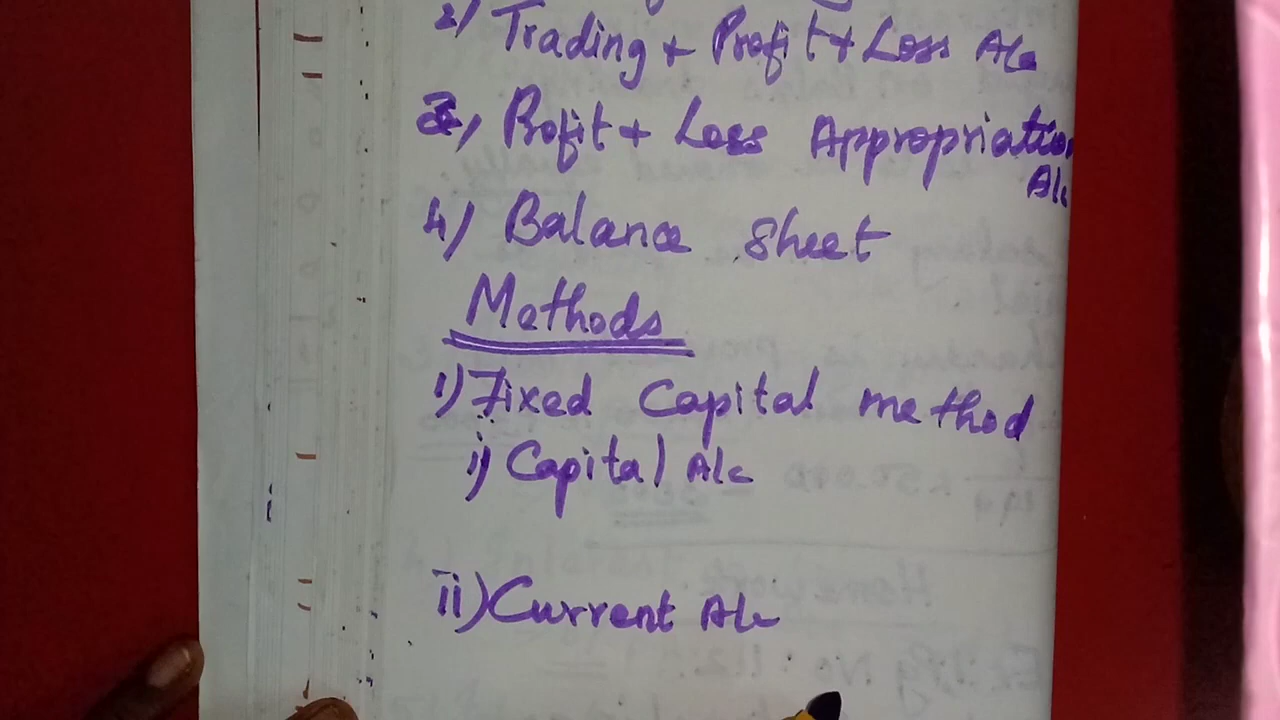 2) Trading + Profit + Loss A/c
3) Profit + Loss Appropriation
A/c
4) Balance Sheet
Methods
1) Fixed Capital method
i) Capital A/c
ii) Current A/c